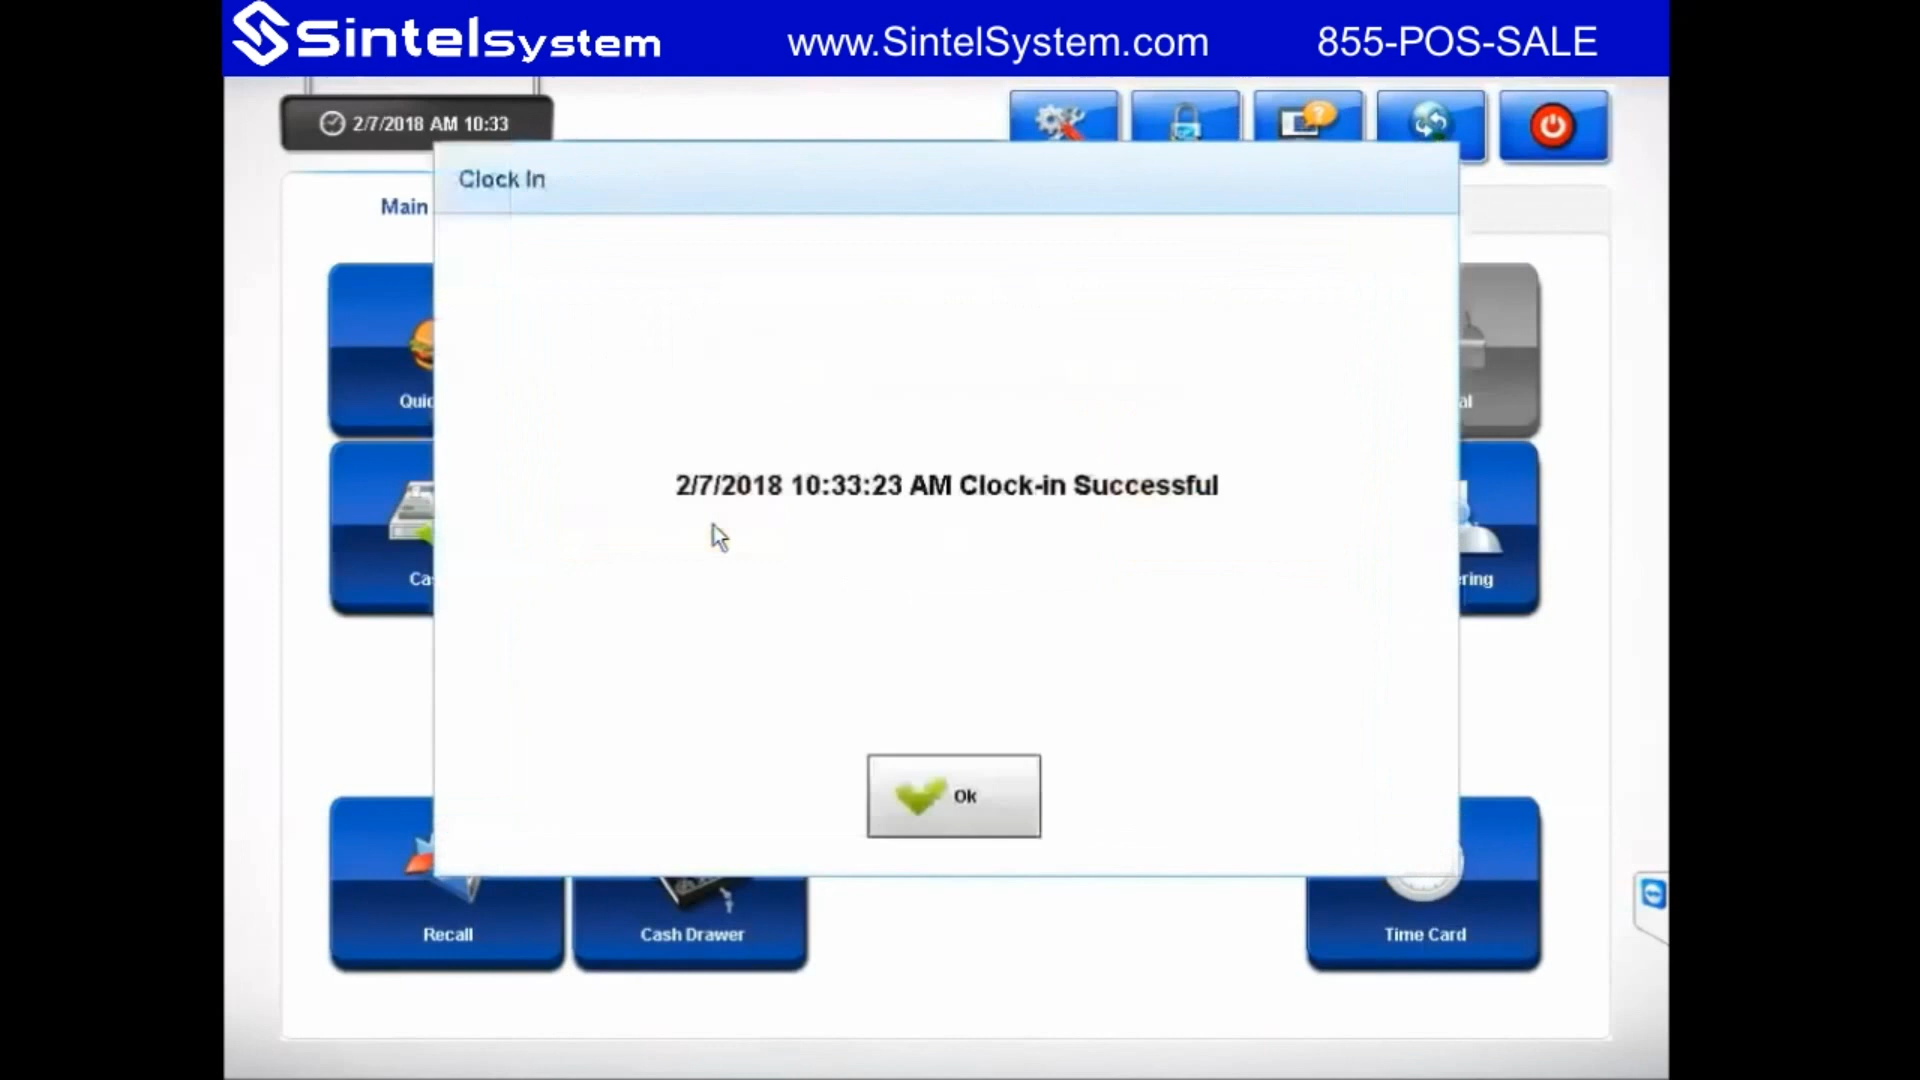 Sintelsystem www.SintelSystem.com 855-POS-SALE
2/7/2018 AM 10:33
Clock In
Main
2/7/2018 10:33:23 AM Clock-in Successful
Ok
Recall
Cash Drawer
Time Card